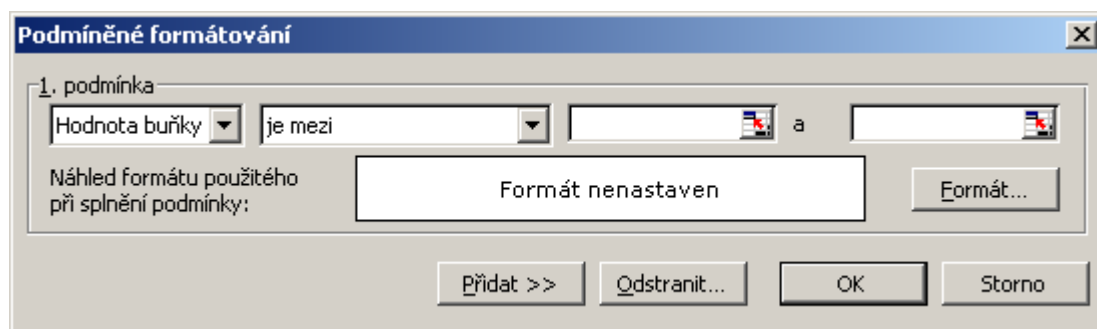 Podmíněné formátování
1. podmínka
Hodnota buňky je mezi a
Náhled formátu použitého
při splnění podmínky:
Formát nenastaven
Formát...
Přidat >> Odstranit... OK Storno